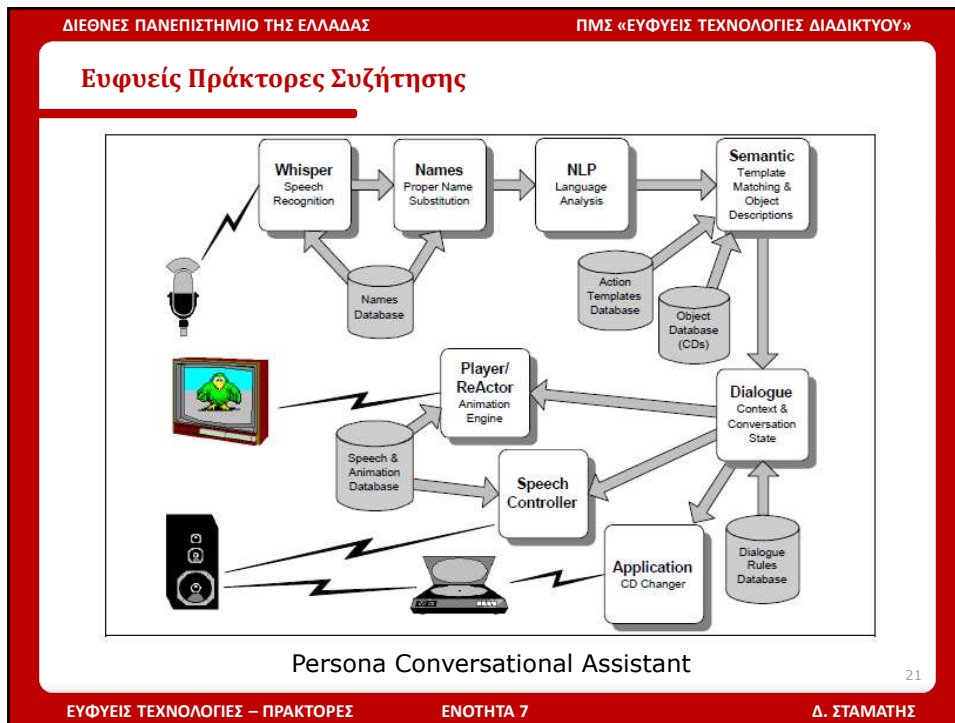 ΔΙΕΘΝΕΣ ΠΑΝΕΠΙΣΤΗΜΙΟ ΤΗΣ ΕΛΛΑΔΑΣ
ΠΜΣ «ΕΥΦΥΕΙΣ ΤΕΧΝΟΛΟΓΙΕΣ ΔΙΑΔΙΚΤΥΟΥ»
Ευφυείς Πράκτορες Συζήτησης
Whisper
Speech
Recognition
Names
Proper Name
Substitution
NLP
Language
Analysis
Semantic
Template
Matching &
Object
Descriptions
Names
Database
Action
Templates
Database
Object
Database
(CDs)
Player/
ReActor
Animation
Engine
Dialogue
Context &
Conversation
State
Speech &
Animation
Database
Speech
Controller
Application
CD Changer
Dialogue
Rules
Database
Persona Conversational Assistant
21
ΕΥΦΥΕΙΣ ΤΕΧΝΟΛΟΓΙΕΣ – ΠΡΑΚΤΟΡΕΣ
ΕΝΟΤΗΤΑ 7
Δ. ΣΤΑΜΑΤΗΣ